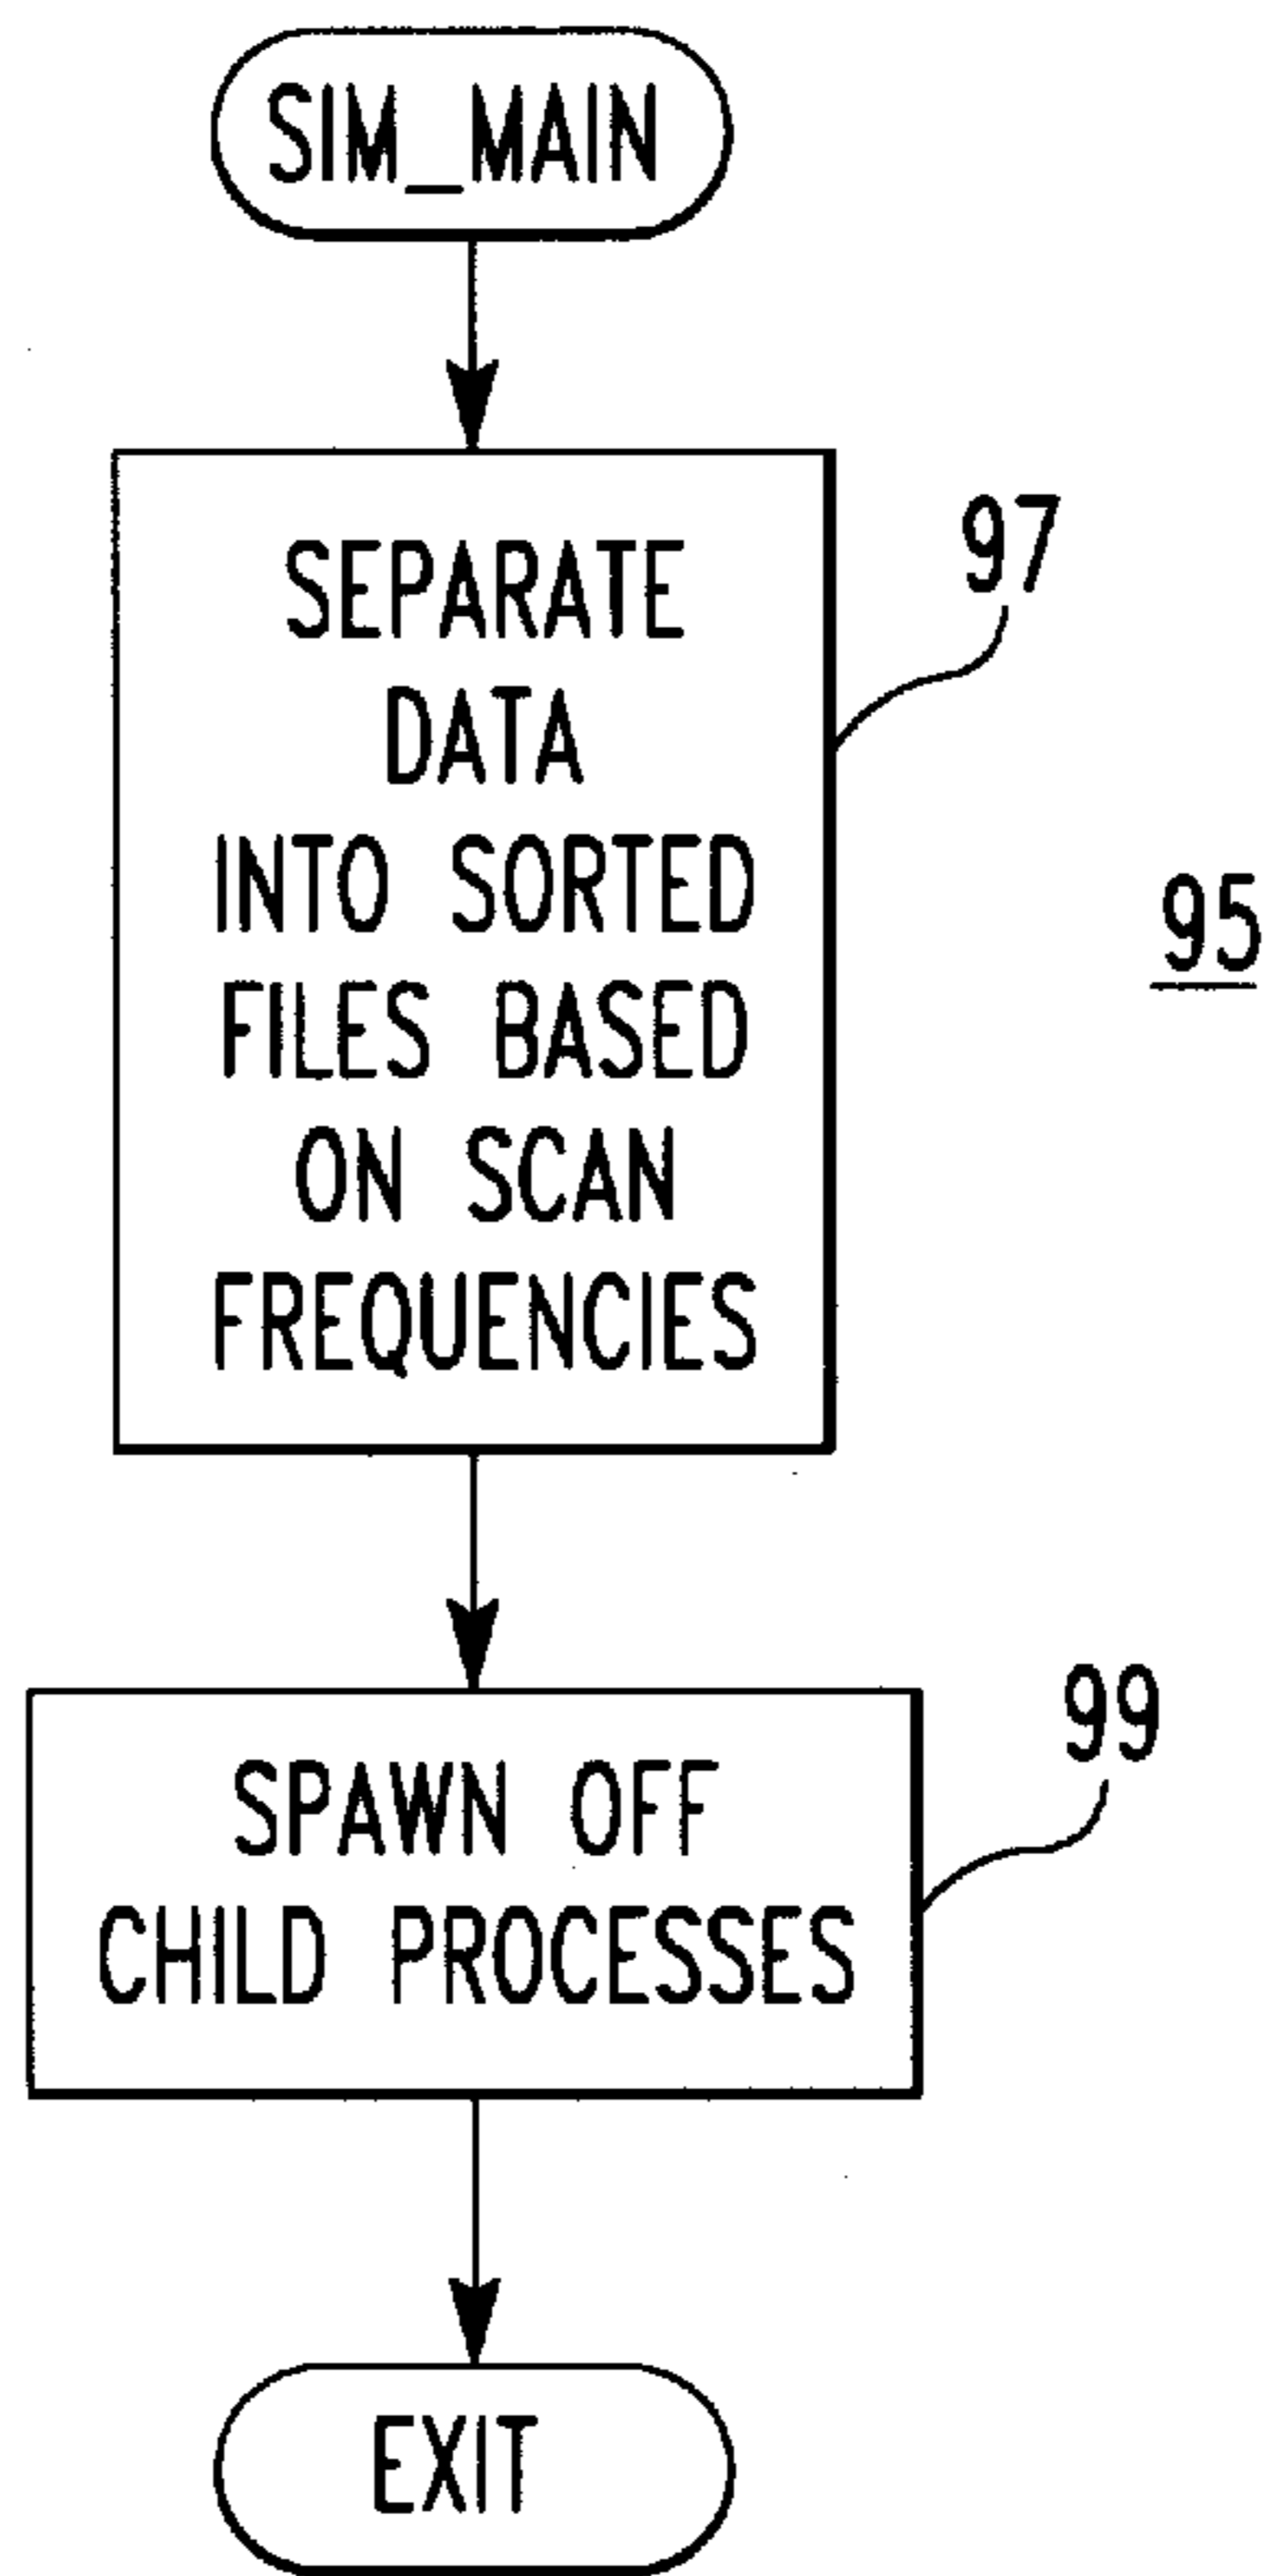 SIM_MAIN
SEPARATE
DATA
INTO SORTED
FILES BASED
ON SCAN
FREQUENCIES
97
95
SPAWN OFF
CHILD PROCESSES
99
EXIT